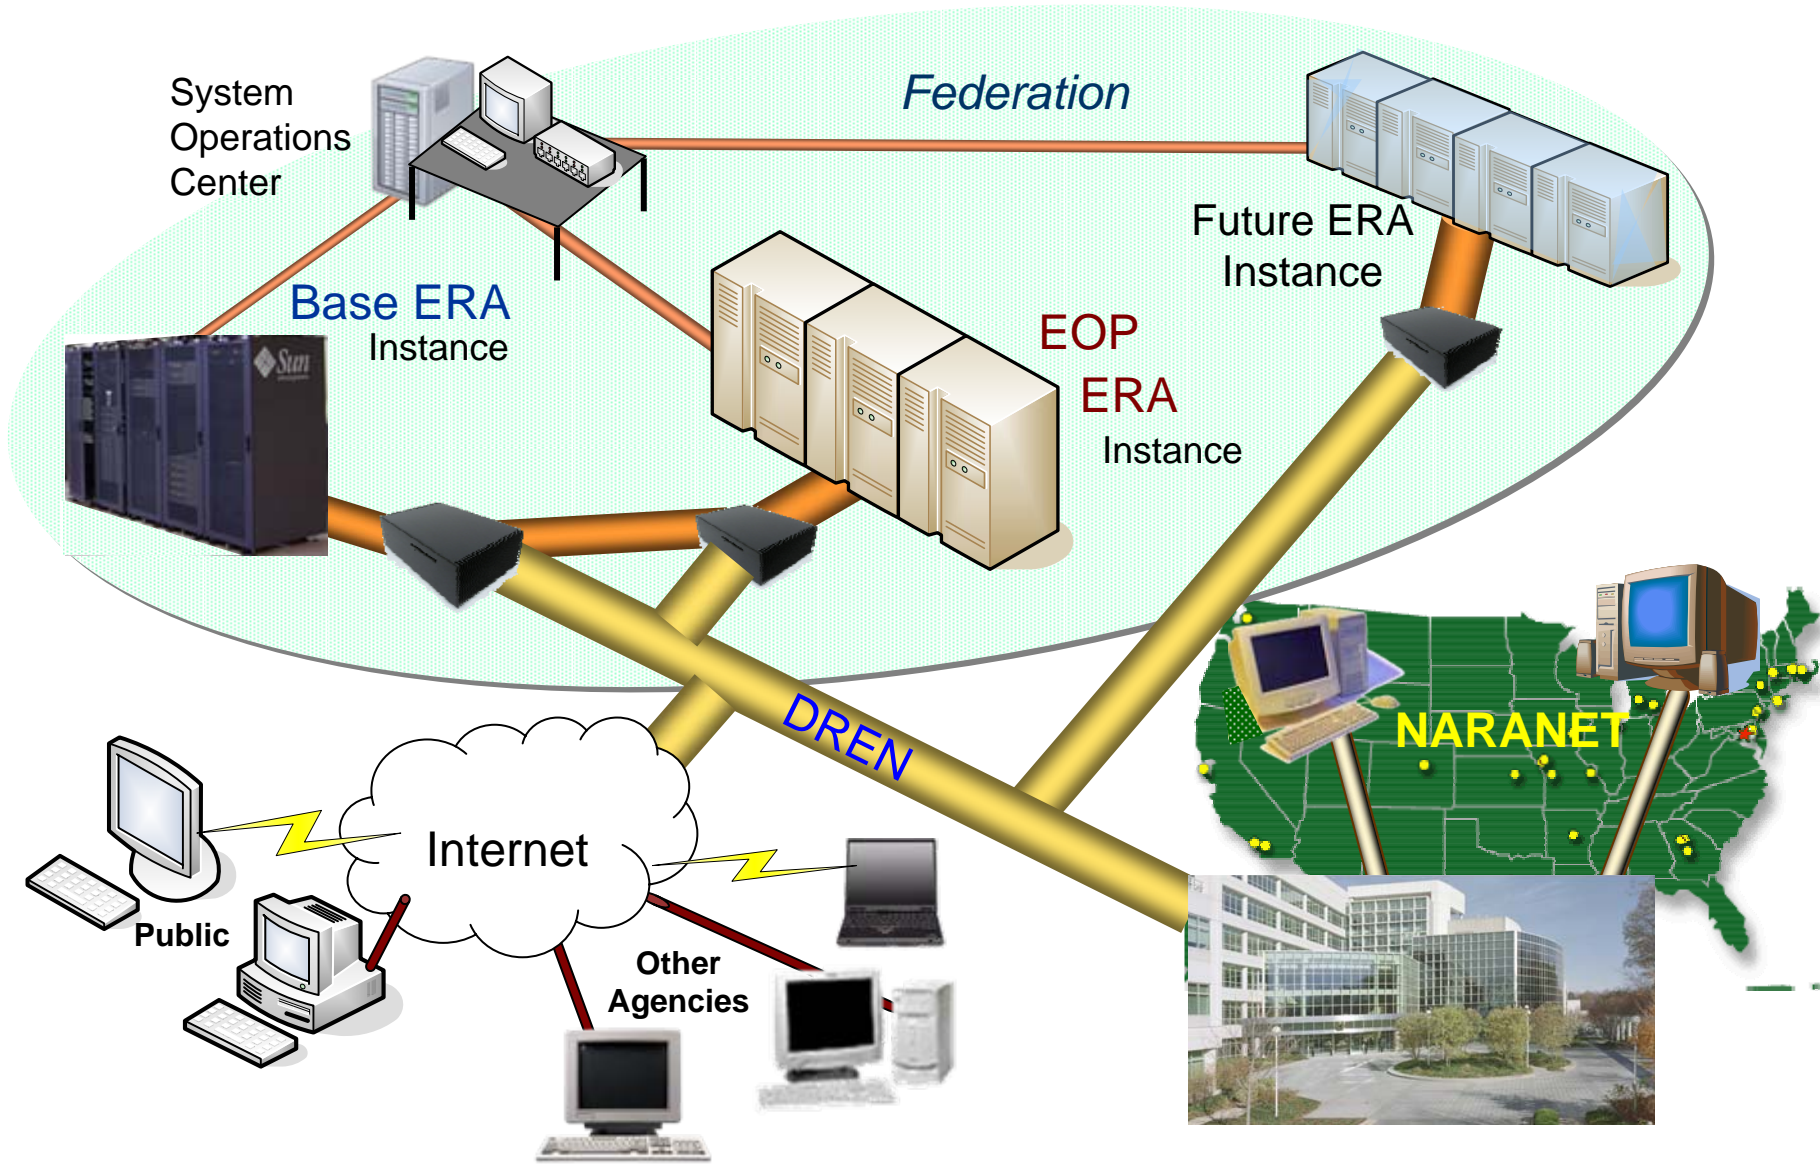 System
Operations
Center
Federation
Future ERA
Instance
Base ERA
Instance
Sun
EOP
ERA
Instance
DREN
NARANET
Internet
Public
Other
Agencies